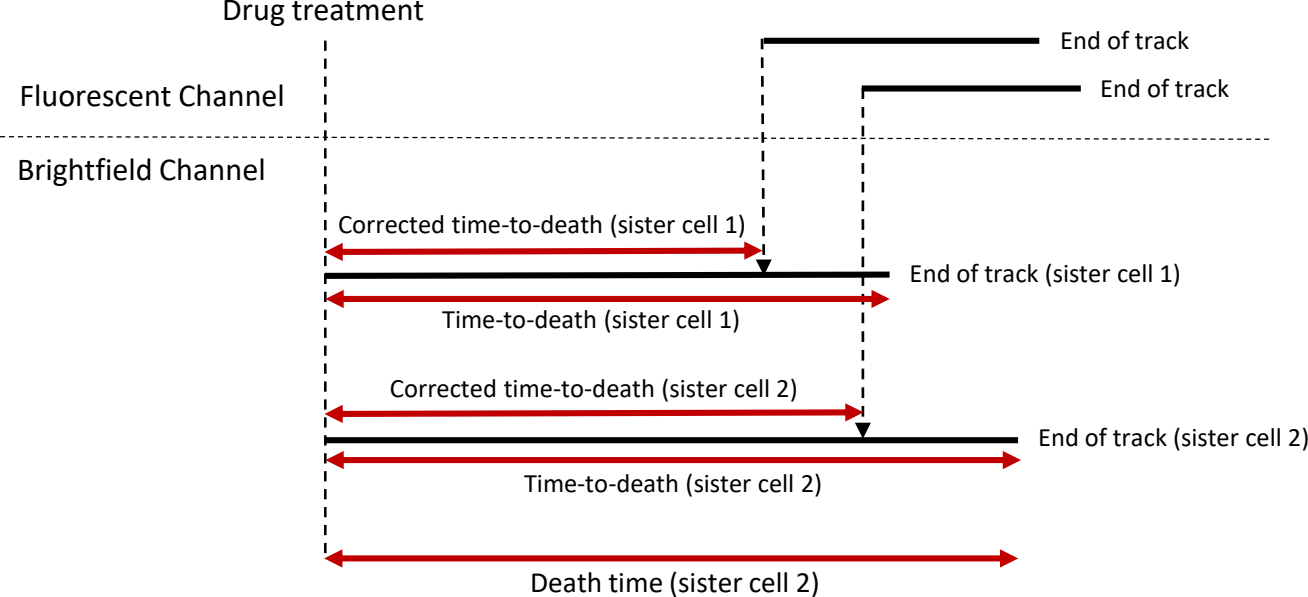 Drug treatment
End of track
End of track
Fluorescent Channel
Brightfield Channel
Corrected time-to-death (sister cell 1)
End of track (sister cell 1)
Time-to-death (sister cell 1)
Corrected time-to-death (sister cell 2)
End of track (sister cell 2)
Time-to-death (sister cell 2)
Death time (sister cell 2)